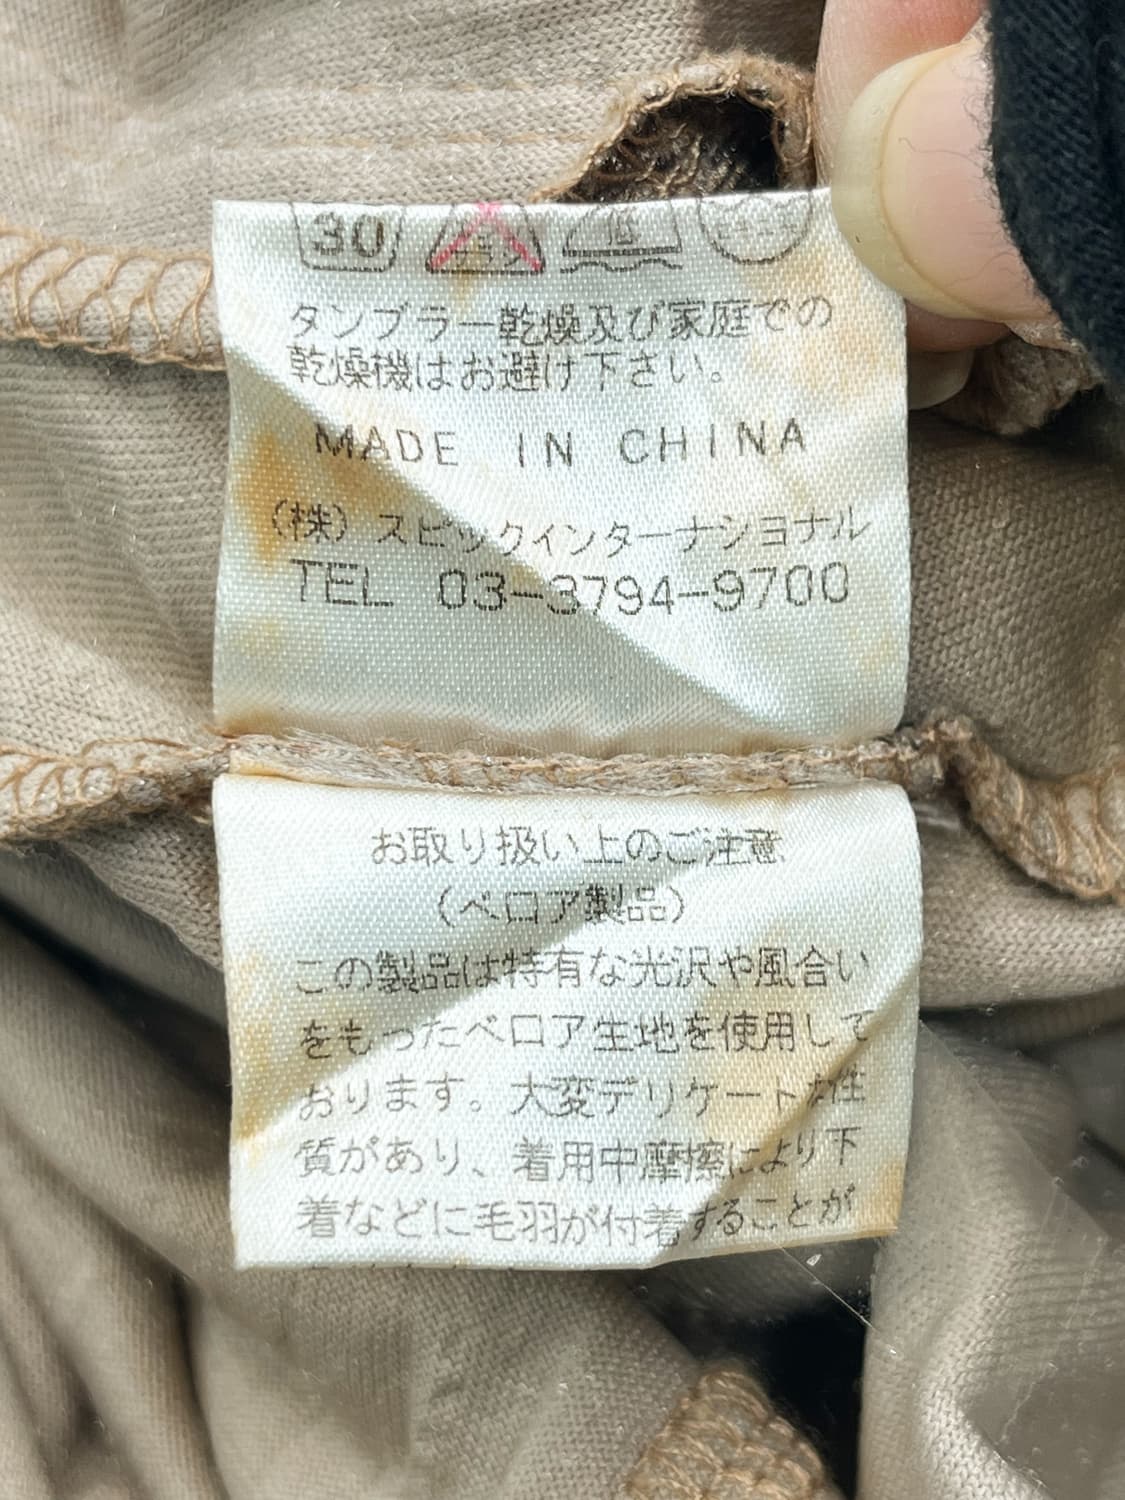 30
タンブラー乾燥及び家庭での
乾燥機はお避け下さい。
MADE IN CHINA
(株) スピックインターナショナル
TEL 03-3794-9700
お取り扱い上のご注意
(ベロア製品)
この製品は特有な光沢や風合い
をもったベロア生地を使用して
おります。大変デリケートな性
質があり、着用中摩擦により下
着などに毛羽が付着することが